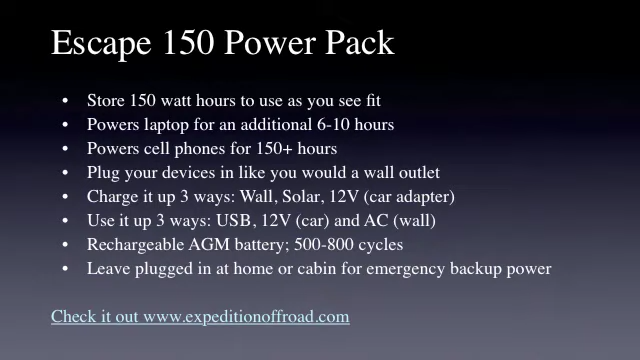 Escape 150 Power Pack
• Store 150 watt hours to use as you see fit
• Powers laptop for an additional 6-10 hours
• Powers cell phones for 150+ hours
• Plug your devices in like you would a wall outlet
• Charge it up 3 ways: Wall, Solar, 12V (car adapter)
• Use it up 3 ways: USB, 12V (car) and AC (wall)
• Rechargeable AGM battery; 500-800 cycles
• Leave plugged in at home or cabin for emergency backup power
Check it out www.expeditionoffroad.com